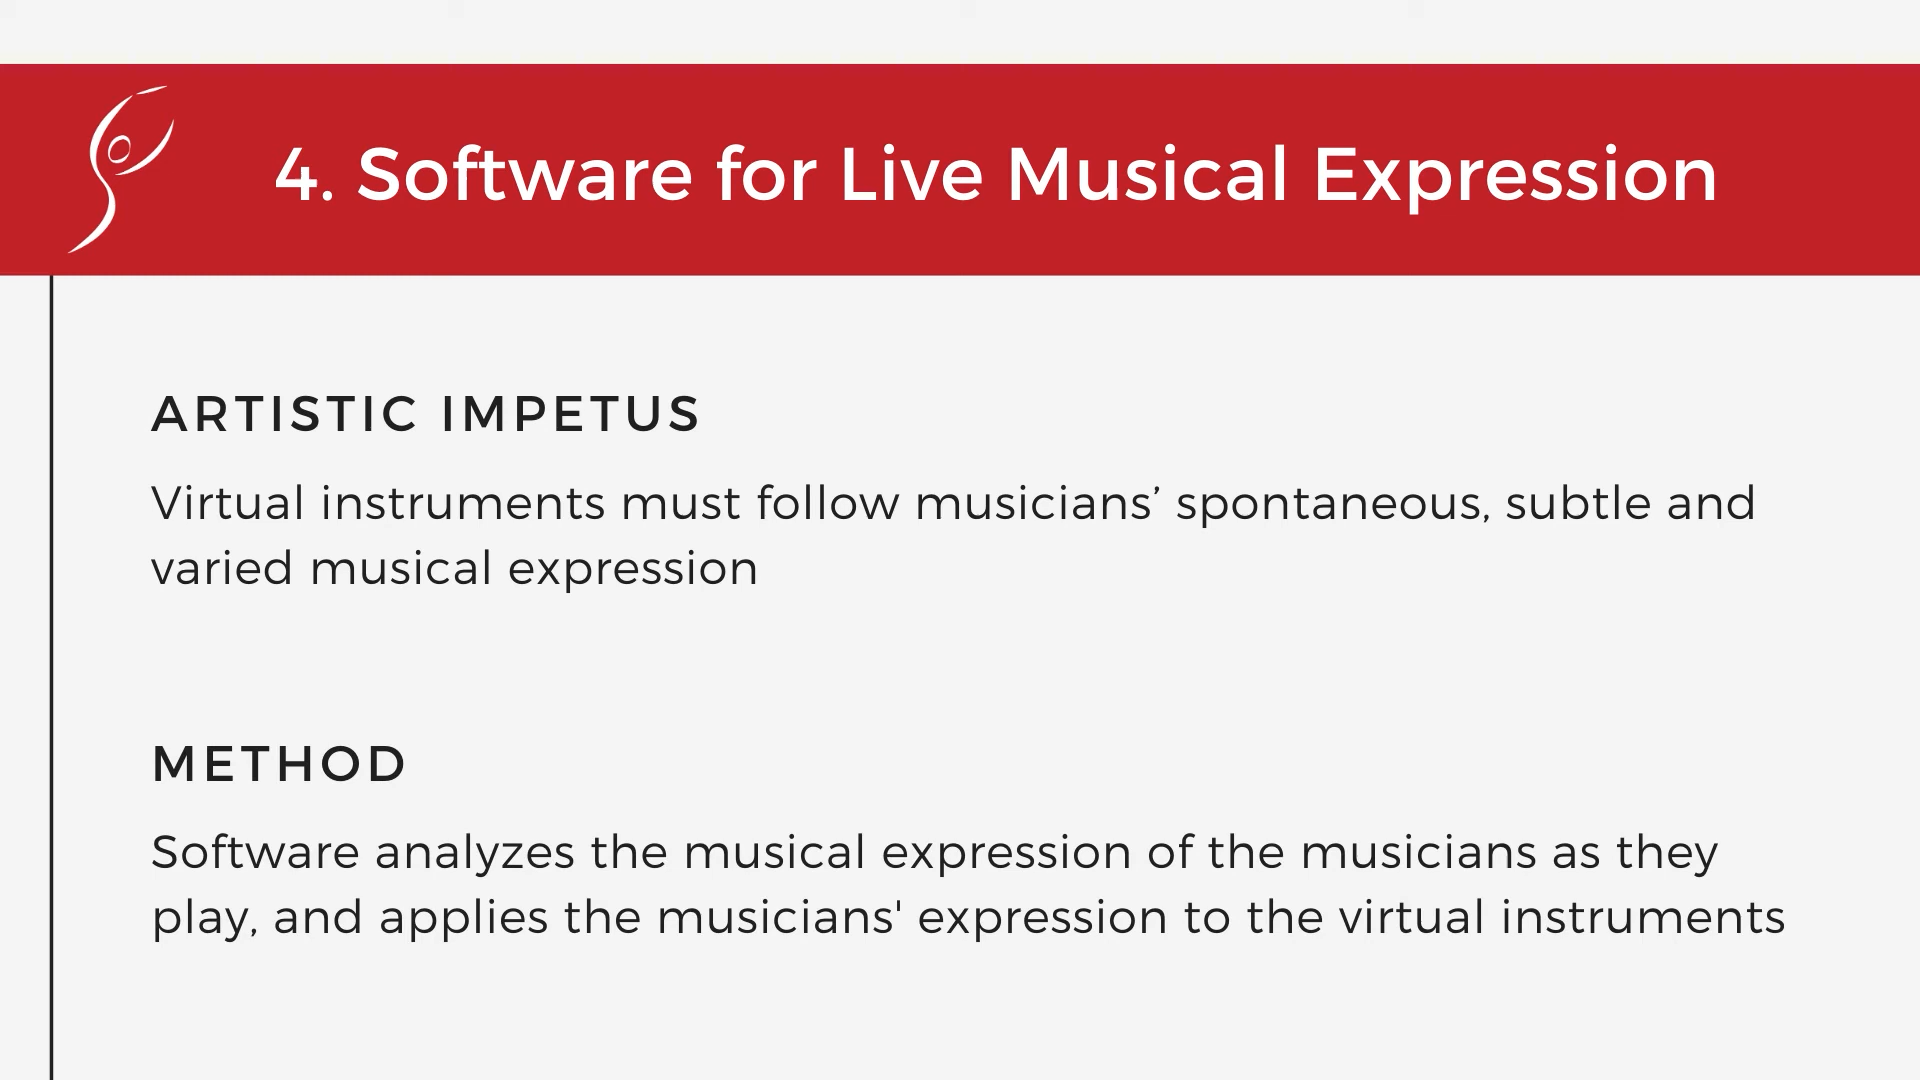 4. Software for Live Musical Expression
ARTISTIC IMPETUS
Virtual instruments must follow musicians’ spontaneous, subtle and
varied musical expression
METHOD
Software analyzes the musical expression of the musicians as they
play, and applies the musicians' expression to the virtual instruments